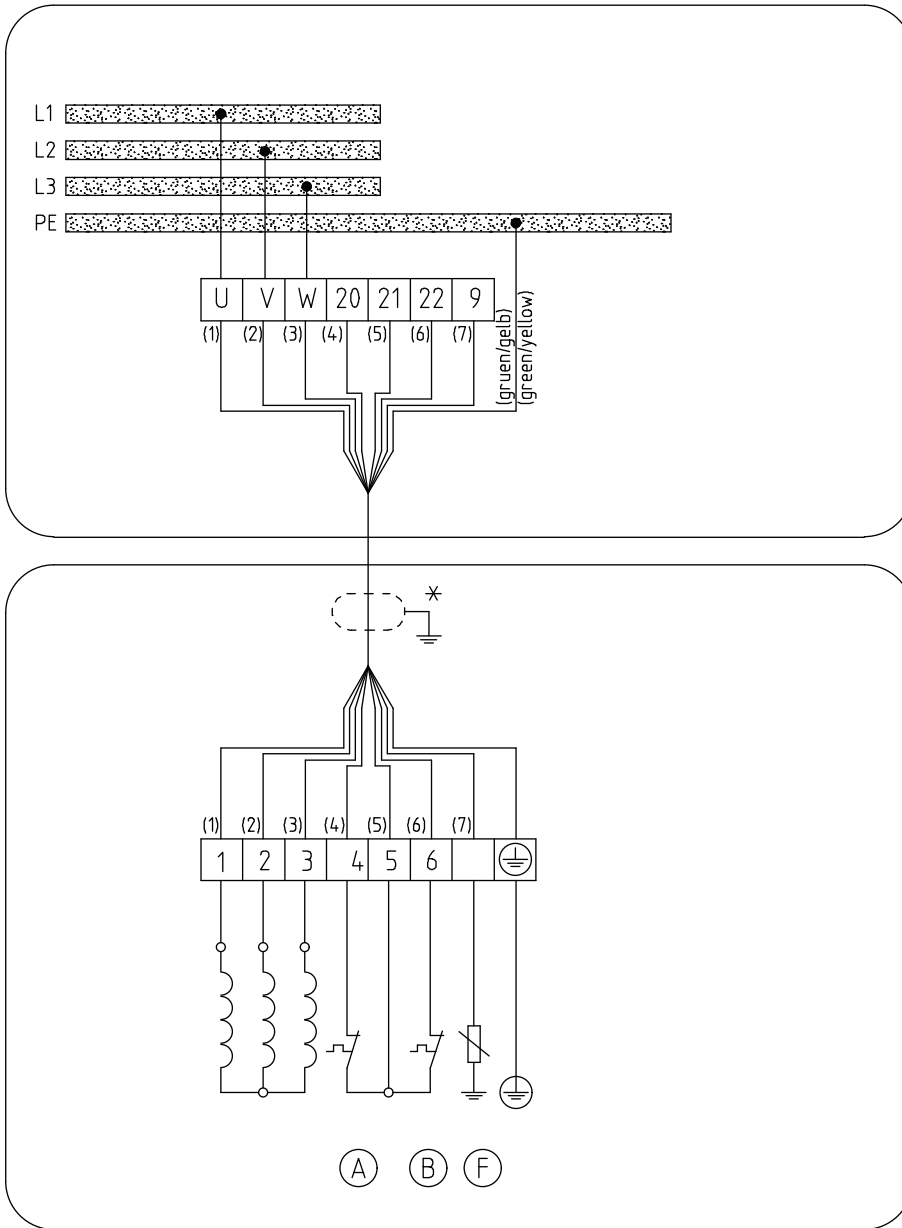 L1
L2
L3
PE
U V W 20 21 22 9
(1) (2) (3) (4) (5) (6) (7)
(gruen/gelb)
(green/yellow)
*
(1) (2) (3) (4) (5) (6) (7)
1 2 3 4 5 6
A B F